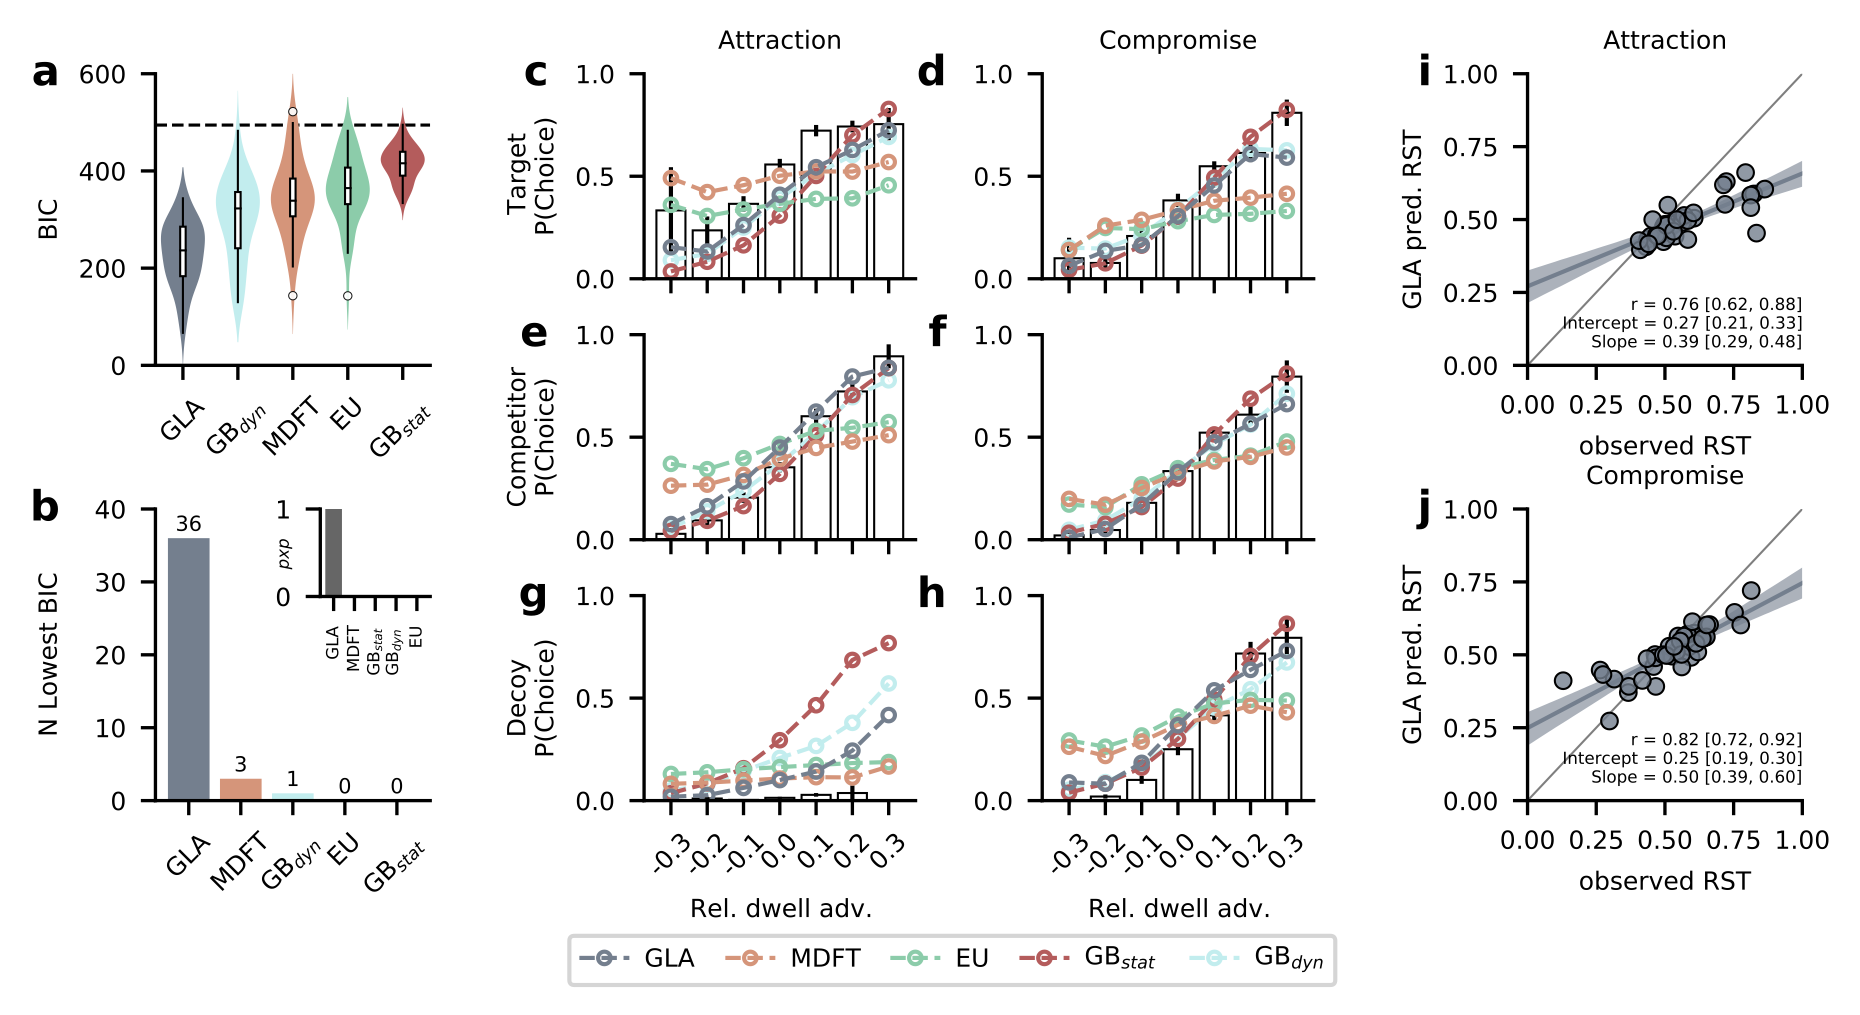 a
600
400
200
0
BIC
GLA
GB_dyn
MDFT
EU
GB_stat
b
40
30
20
10
0
N Lowest BIC
36
3
1
0
0
GLA
MDFT
GB_dyn
EU
GB_stat
1
0
pxp
GLA
MDFT
GB_stat
GB_dyn
EU
Attraction
c
1.0
0.5
0.0
Target
P(Choice)
Compromise
d
1.0
0.5
0.0
e
1.0
0.5
0.0
Competitor
P(Choice)
f
1.0
0.5
0.0
g
1.0
0.5
0.0
Decoy
P(Choice)
-0.3
-0.2
-0.1
-0.0
0.1
0.2
0.3
Rel. dwell adv.
h
1.0
0.5
0.0
-0.3
-0.2
-0.1
-0.0
0.1
0.2
0.3
Rel. dwell adv.
GLA MDFT EU GB_stat GB_dyn
Attraction
i
1.00
0.75
0.50
0.25
0.00
GLA pred. RST
r = 0.76 [0.62, 0.88]
Intercept = 0.27 [0.21, 0.33]
Slope = 0.39 [0.29, 0.48]
0.00 0.25 0.50 0.75 1.00
observed RST
Compromise
j
1.00
0.75
0.50
0.25
0.00
GLA pred. RST
r = 0.82 [0.72, 0.92]
Intercept = 0.25 [0.19, 0.30]
Slope = 0.50 [0.39, 0.60]
0.00 0.25 0.50 0.75 1.00
observed RST